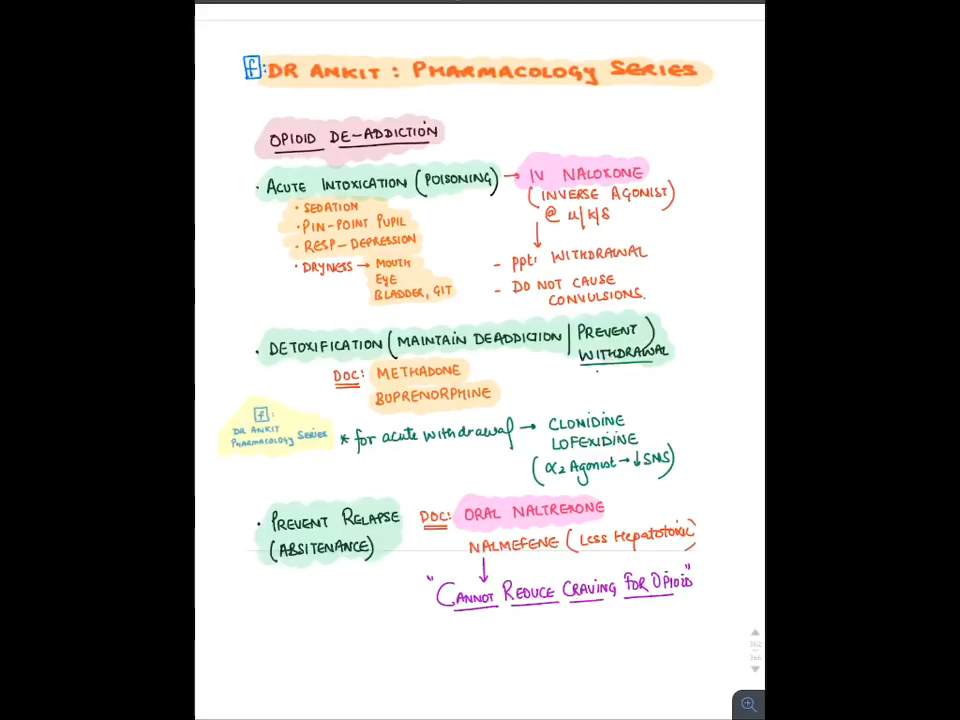 f: DR ANKIT : PHARMACOLOGY SERIES
OPIOID DE-ADDICTION
· ACUTE INTOXICATION (POISONING) → IV NALOXONE
(INVERSE AGONIST)
@ μ/K/δ
· SEDATION
· PIN-POINT PUPIL
· RESP-DEPRESSION
· DRYNESS → MOUTH
EYE
BLADDER, GIT
- ppt: WITHDRAWAL
- DO NOT CAUSE
CONVULSIONS.
· DETOXIFICATION (MAINTAIN DEADDICTION | PREVENT
WITHDRAWAL)
DOC: METHADONE
BUPRENORPHINE
f:
DR ANKIT
PHARMACOLOGY SERIES
* for acute withdrawal → CLONIDINE
LOFEXIDINE
(α2 Agonist → ↓ SNS)
· PREVENT RELAPSE
(ABSITENANCE)
DOC: ORAL NALTREXONE
NALMEFENE (Less Hepatotoxic)
↓
"CANNOT REDUCE CRAVING FOR OPIOID"
362
366